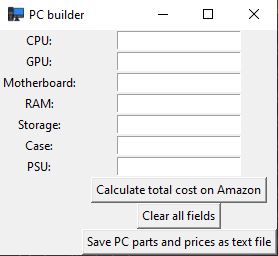 PC builder
CPU:
GPU:
Motherboard:
RAM:
Storage:
Case:
PSU:
Calculate total cost on Amazon
Clear all fields
Save PC parts and prices as text file